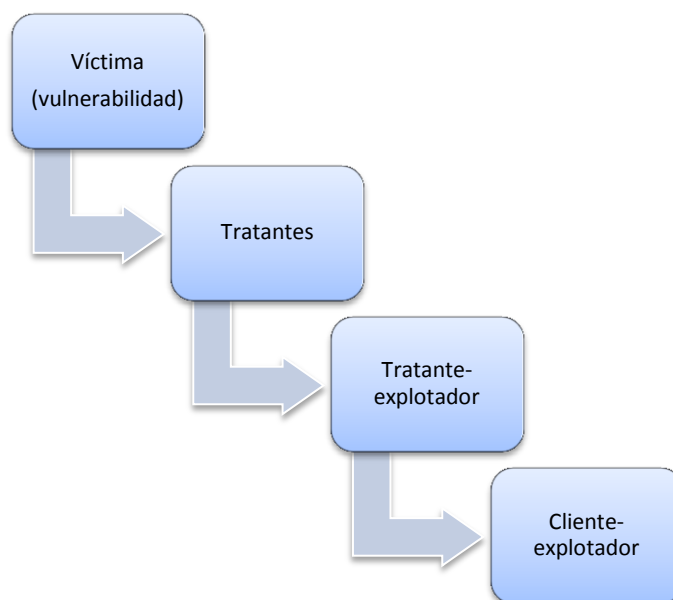 Víctima
(vulnerabilidad)
Tratantes
Tratante-
explotador
Cliente-
explotador